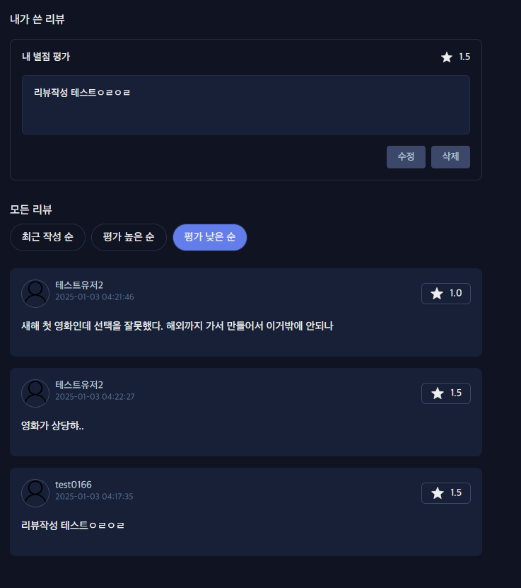 내가 쓴 리뷰
내 별점 평가 1.5
리뷰작성 테스트ㅇㄹㅇㄹ
수정 삭제
모든 리뷰
최근 작성 순 평가 높은 순 평가 낮은 순
테스트유저2
2025-01-03 04:21:46
1.0
새해 첫 영화인데 선택을 잘못했다. 해외까지 가서 만들어서 이거밖에 안되나
테스트유저2
2025-01-03 04:22:27
1.5
영화가 상당햐..
test0166
2025-01-03 04:17:35
1.5
리뷰작성 테스트ㅇㄹㅇㄹ